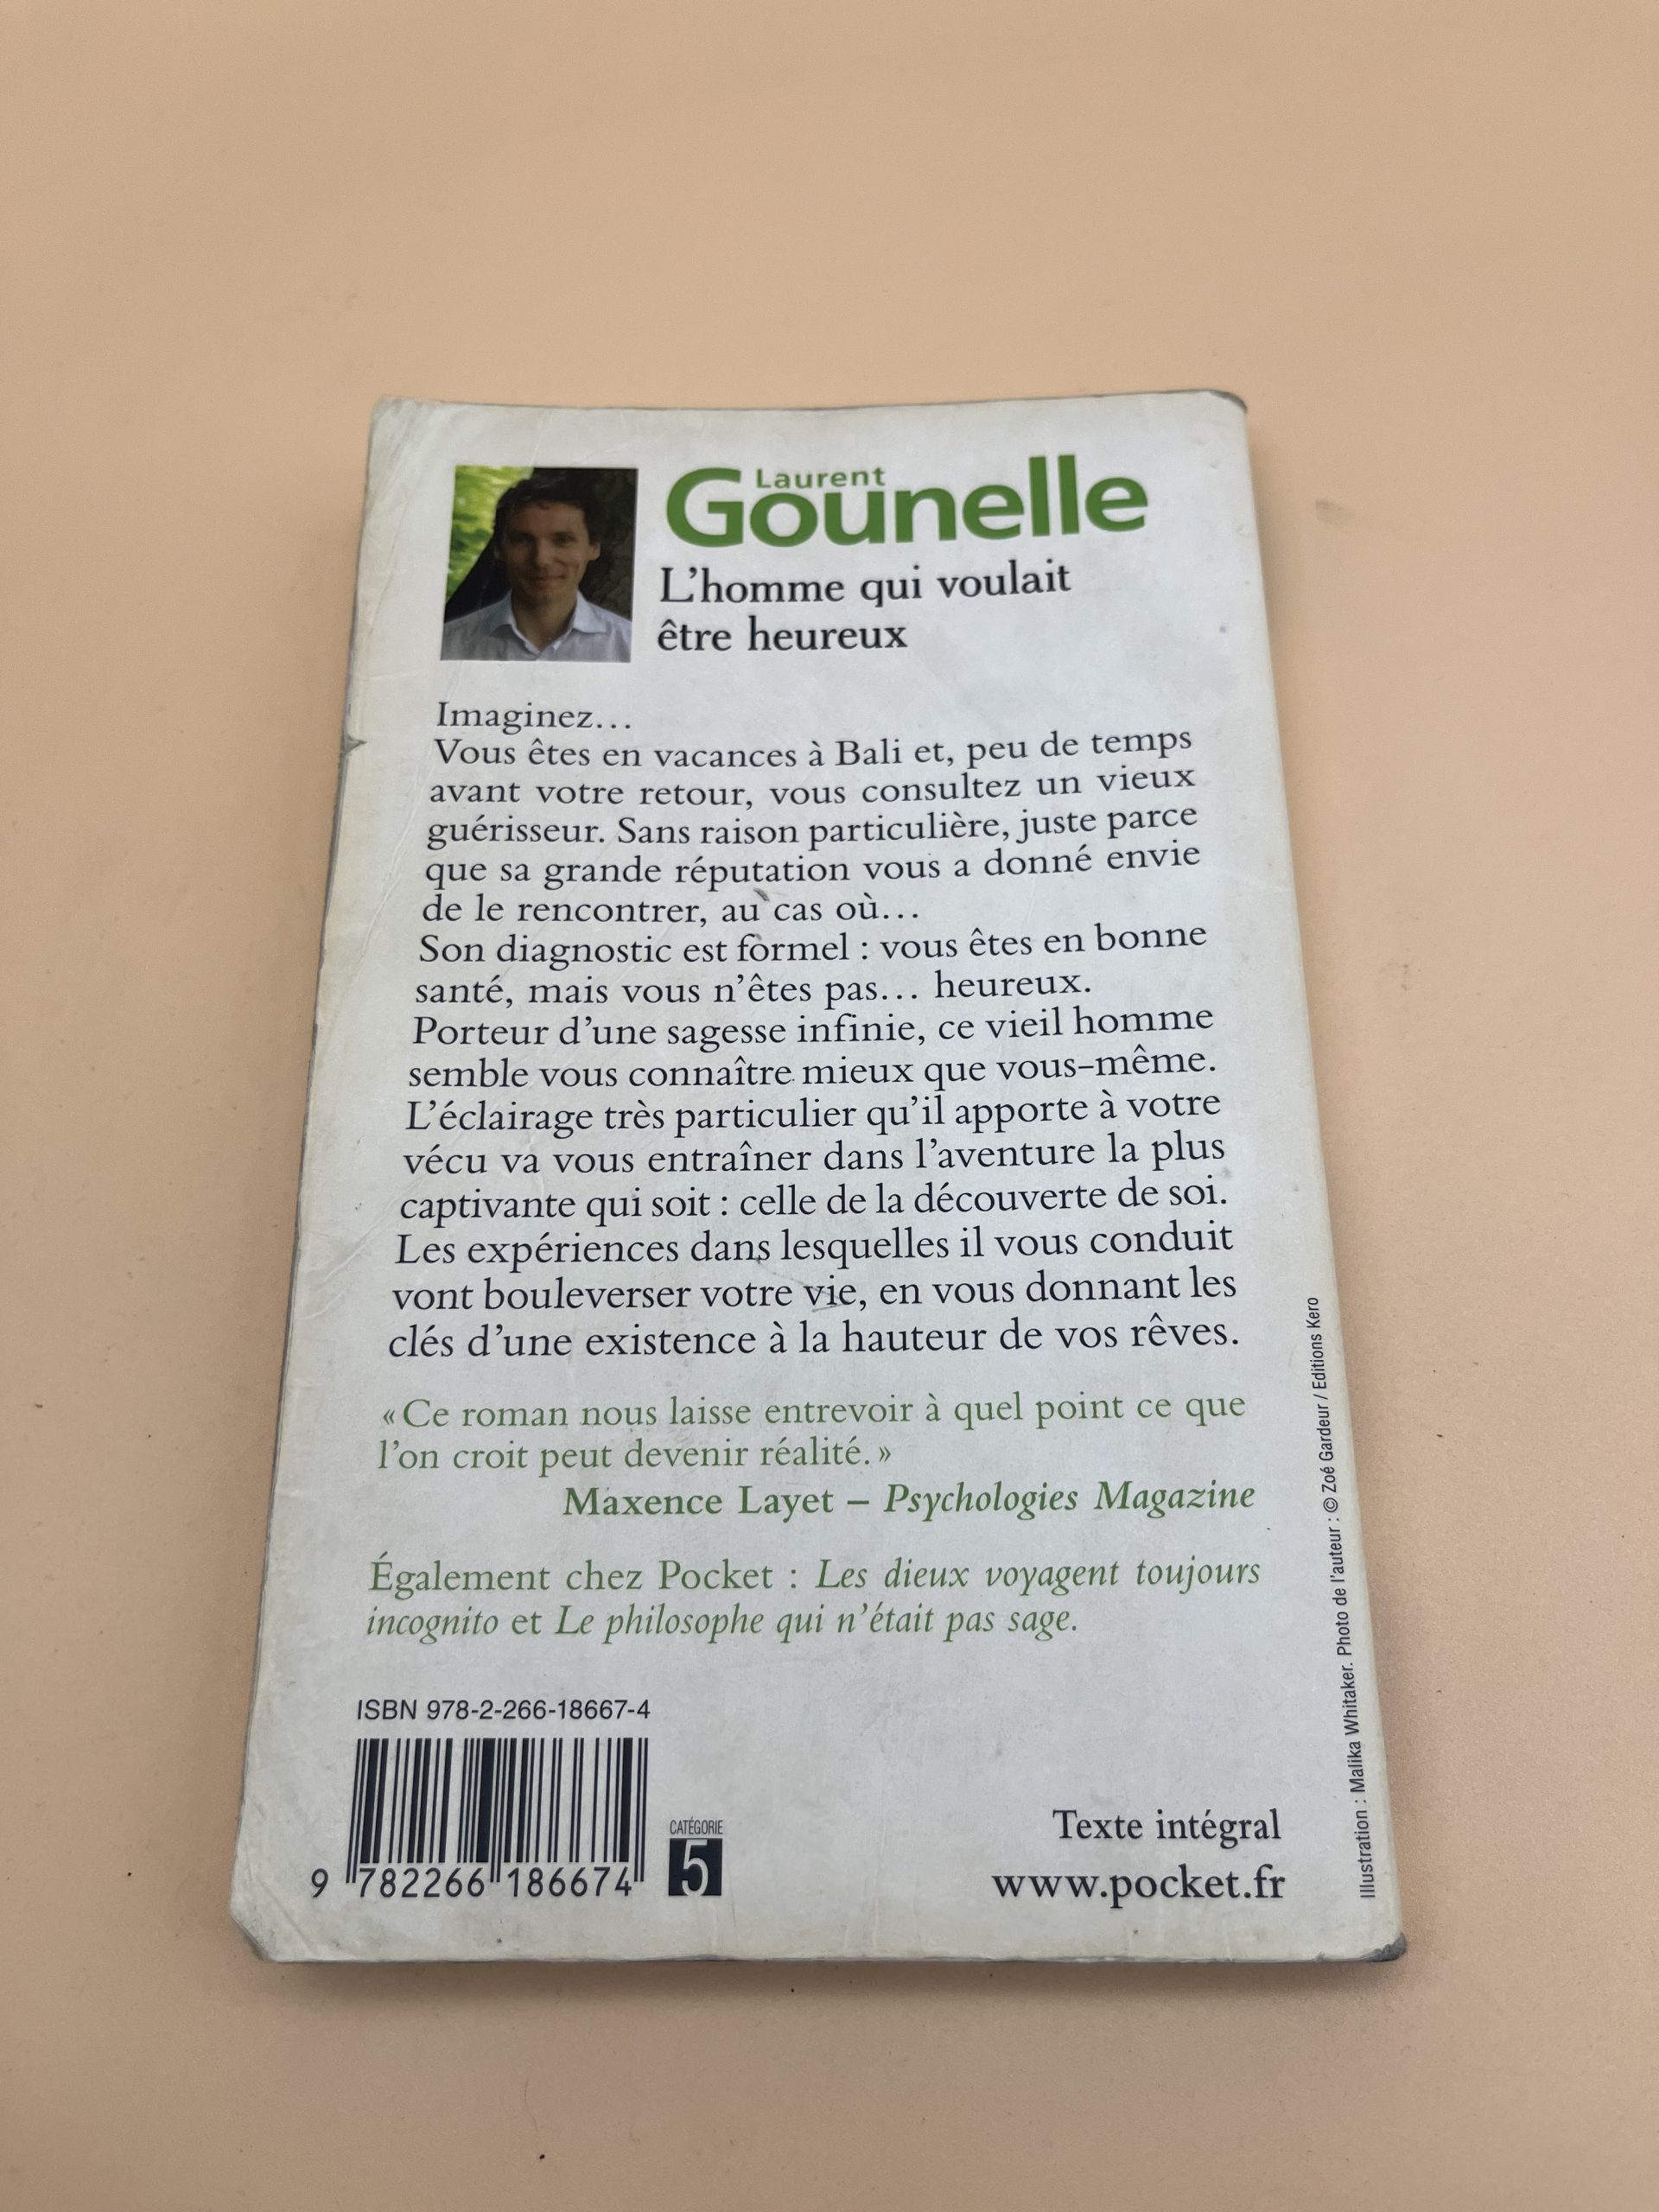 Laurent
Gounelle
L'homme qui voulait
être heureux
Imaginez…
Vous êtes en vacances à Bali et, peu de temps
avant votre retour, vous consultez un vieux
guérisseur. Sans raison particulière, juste parce
que sa grande réputation vous a donné envie
de le rencontrer, au cas où…
Son diagnostic est formel : vous êtes en bonne
santé, mais vous n'êtes pas… heureux.
Porteur d'une sagesse infinie, ce vieil homme
semble vous connaître mieux que vous-même.
L'éclairage très particulier qu'il apporte à votre
vécu va vous entraîner dans l'aventure la plus
captivante qui soit : celle de la découverte de soi.
Les expériences dans lesquelles il vous conduit
vont bouleverser votre vie, en vous donnant les
clés d'une existence à la hauteur de vos rêves.
« Ce roman nous laisse entrevoir à quel point ce que
l'on croit peut devenir réalité. »
Maxence Layet – Psychologies Magazine
Également chez Pocket : Les dieux voyagent toujours
incognito et Le philosophe qui n'était pas sage.
ISBN 978-2-266-18667-4
9 782266 186674
CATÉGORIE
5
Texte intégral
www.pocket.fr
Illustration : Malika Whitaker. Photo de l'auteur : © Zoé Gardeur / Editions Kero